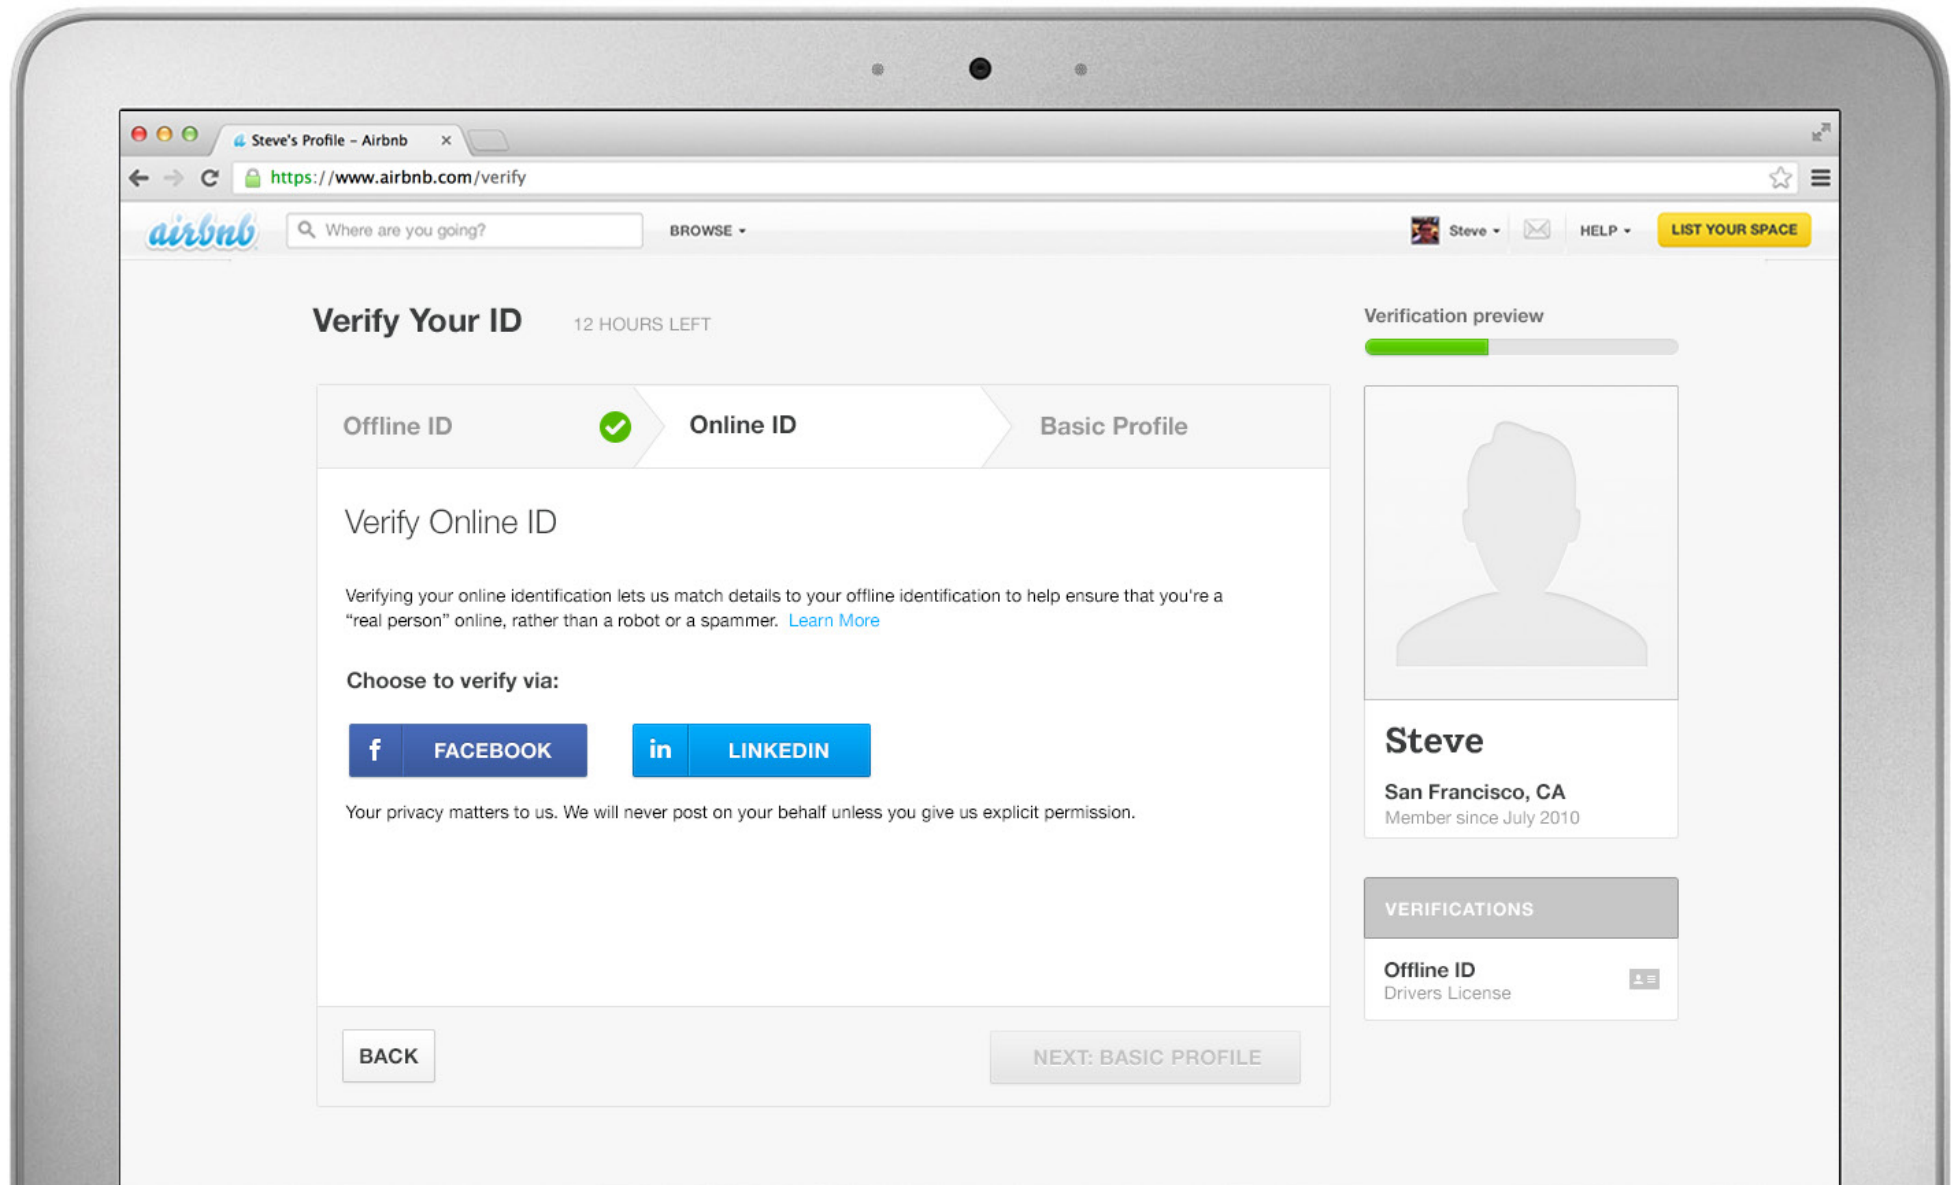 Steve's Profile – Airbnb
https://www.airbnb.com/verify
airbnb
Where are you going?
BROWSE
Steve
HELP
LIST YOUR SPACE
Verify Your ID
12 HOURS LEFT
Verification preview
Offline ID
Online ID
Basic Profile
Verify Online ID
Verifying your online identification lets us match details to your offline identification to help ensure that you're a
“real person” online, rather than a robot or a spammer. Learn More
Choose to verify via:
f FACEBOOK
in LINKEDIN
Your privacy matters to us. We will never post on your behalf unless you give us explicit permission.
BACK
NEXT: BASIC PROFILE
Steve
San Francisco, CA
Member since July 2010
VERIFICATIONS
Offline ID
Drivers License